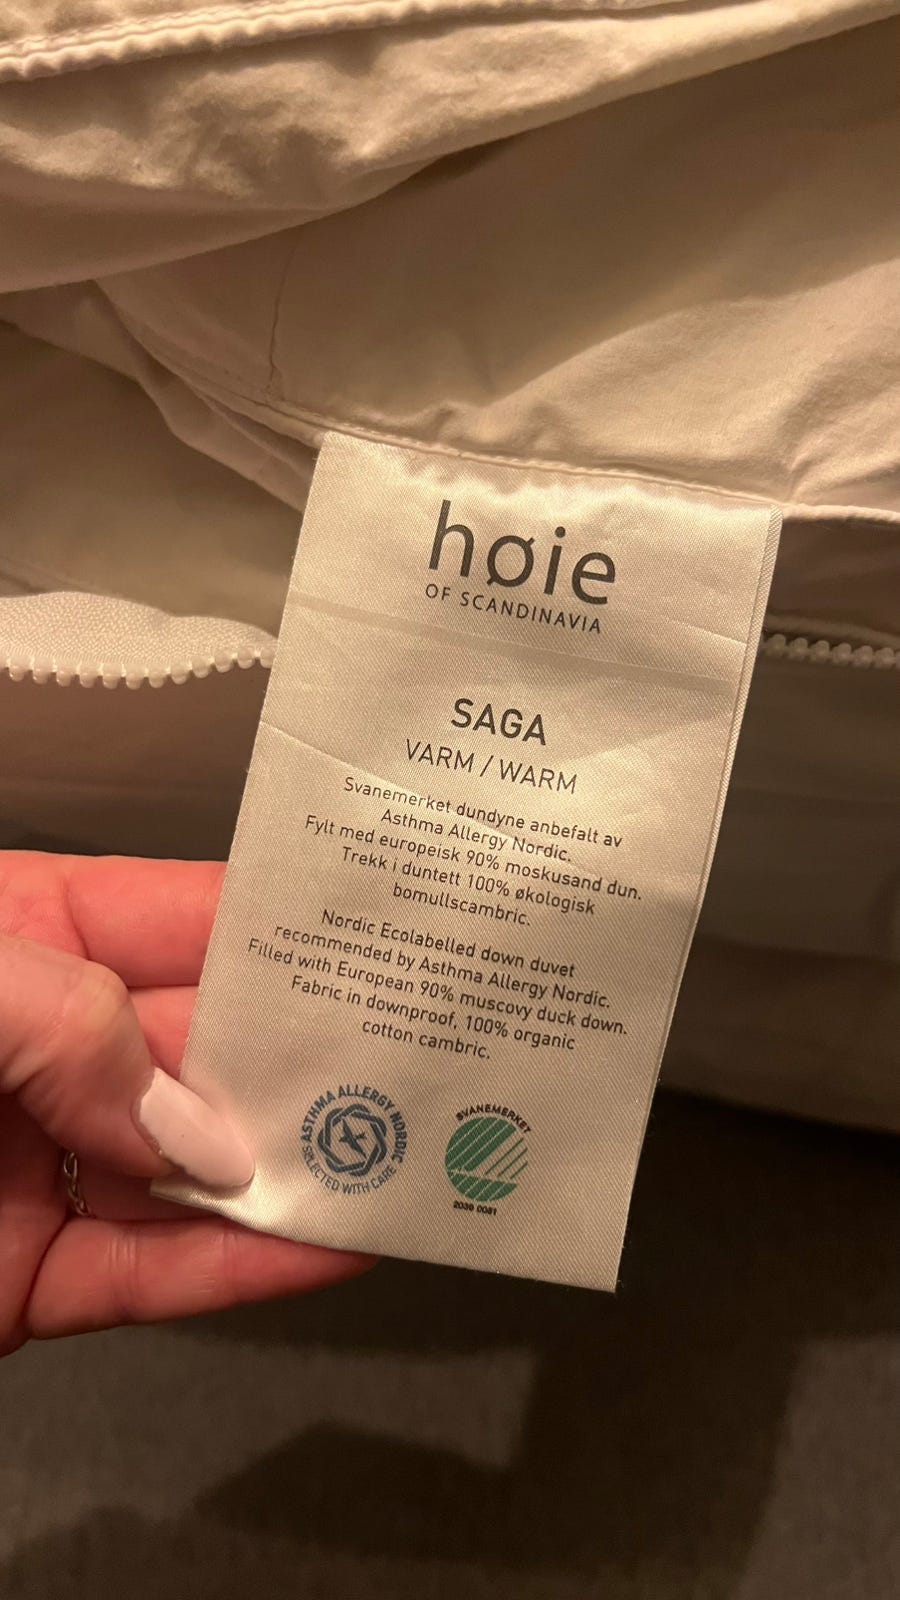 høie
OF SCANDINAVIA
SAGA
VARM / WARM
Svanemerket dundyne anbefalt av
Asthma Allergy Nordic.
Fylt med europeisk 90% moskusand dun.
Trekk i duntett 100% økologisk
bomullscambric.
Nordic Ecolabelled down duvet
recommended by Asthma Allergy Nordic.
Filled with European 90% muscovy duck down.
Fabric in downproof, 100% organic
cotton cambric.
ASTHMA ALLERGY NORDIC
SELECTED WITH CARE
SVANEMERKET
2039 0081